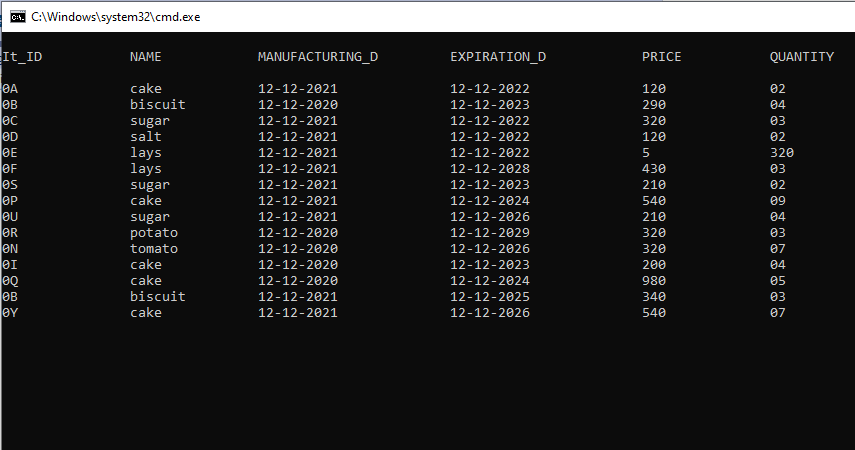 C:\Windows\system32\cmd.exe
It_ID NAME MANUFACTURING_D EXPIRATION_D PRICE QUANTITY
0A cake 12-12-2021 12-12-2022 120 02
0B biscuit 12-12-2020 12-12-2023 290 04
0C sugar 12-12-2021 12-12-2022 320 03
0D salt 12-12-2021 12-12-2022 120 02
0E lays 12-12-2021 12-12-2022 5 320
0F lays 12-12-2021 12-12-2028 430 03
0S sugar 12-12-2021 12-12-2023 210 02
0P cake 12-12-2021 12-12-2024 540 09
0U sugar 12-12-2021 12-12-2026 210 04
0R potato 12-12-2020 12-12-2029 320 03
0N tomato 12-12-2020 12-12-2026 320 07
0I cake 12-12-2020 12-12-2023 200 04
0Q cake 12-12-2020 12-12-2024 980 05
0B biscuit 12-12-2021 12-12-2025 340 03
0Y cake 12-12-2021 12-12-2026 540 07